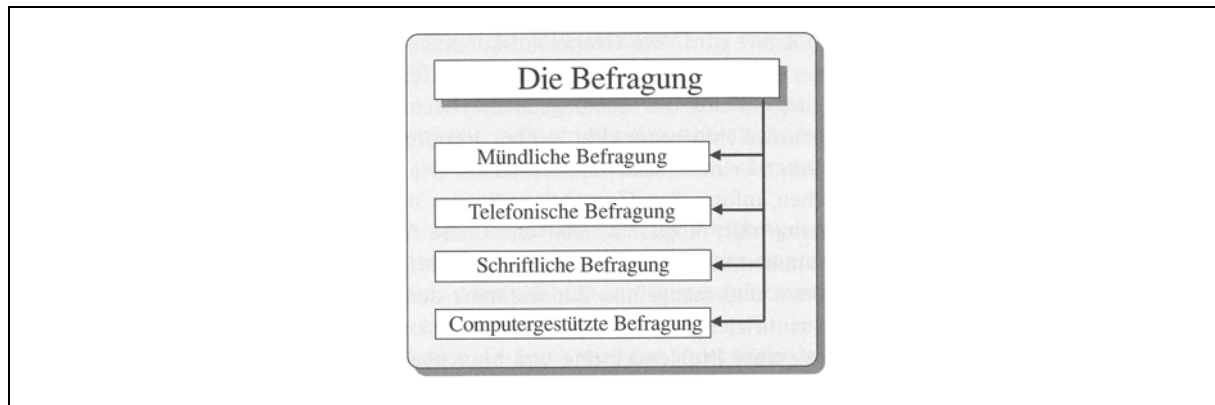 Die Befragung
Mündliche Befragung
Telefonische Befragung
Schriftliche Befragung
Computergestützte Befragung